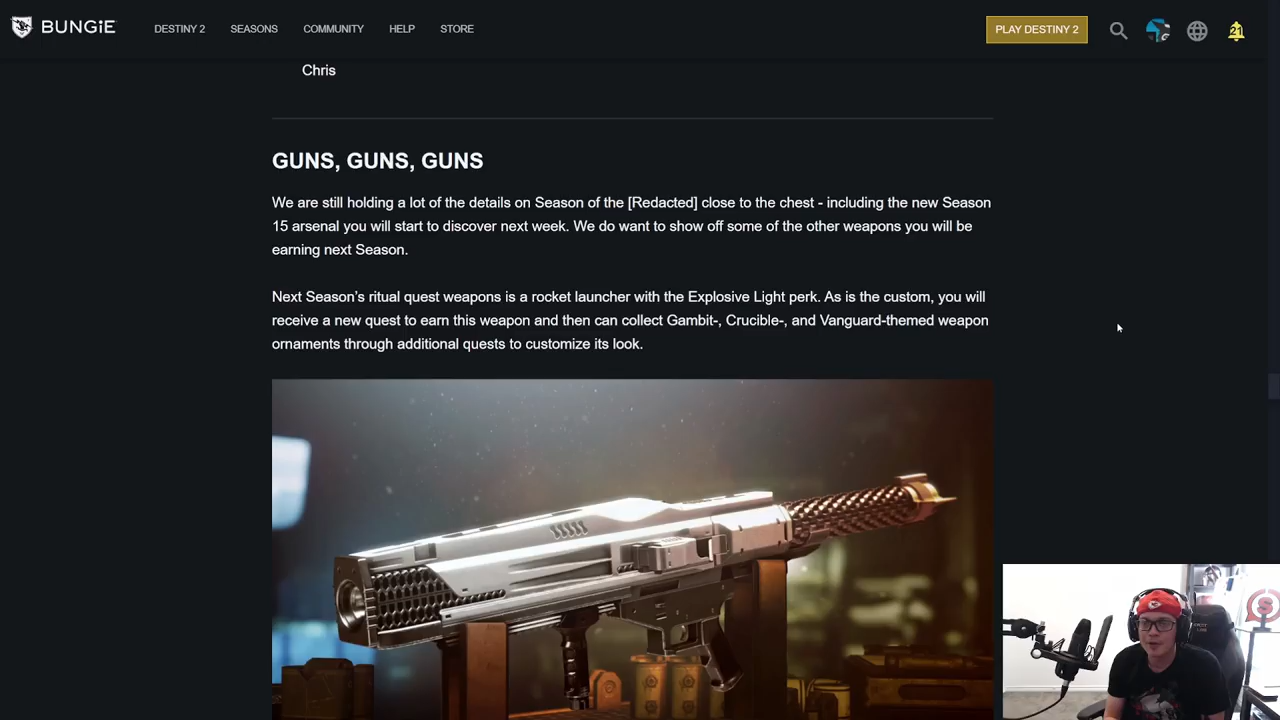 BUNGiE
DESTINY 2 SEASONS COMMUNITY HELP STORE
PLAY DESTINY 2
21
Chris
GUNS, GUNS, GUNS
We are still holding a lot of the details on Season of the [Redacted] close to the chest - including the new Season
15 arsenal you will start to discover next week. We do want to show off some of the other weapons you will be
earning next Season.
Next Season’s ritual quest weapons is a rocket launcher with the Explosive Light perk. As is the custom, you will
receive a new quest to earn this weapon and then can collect Gambit-, Crucible-, and Vanguard-themed weapon
ornaments through additional quests to customize its look.